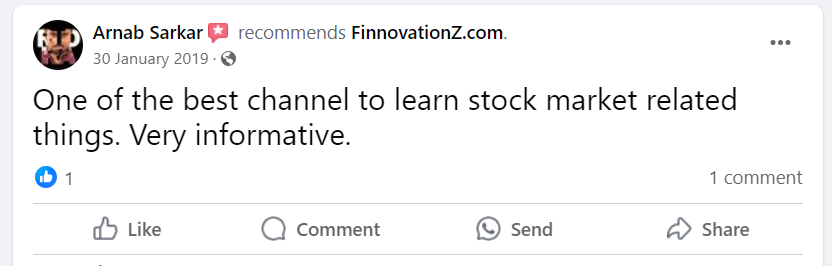 Arnab Sarkar recommends FinnovationZ.com.
30 January 2019 ·
One of the best channel to learn stock market related
things. Very informative.
1 1 comment
Like Comment Send Share